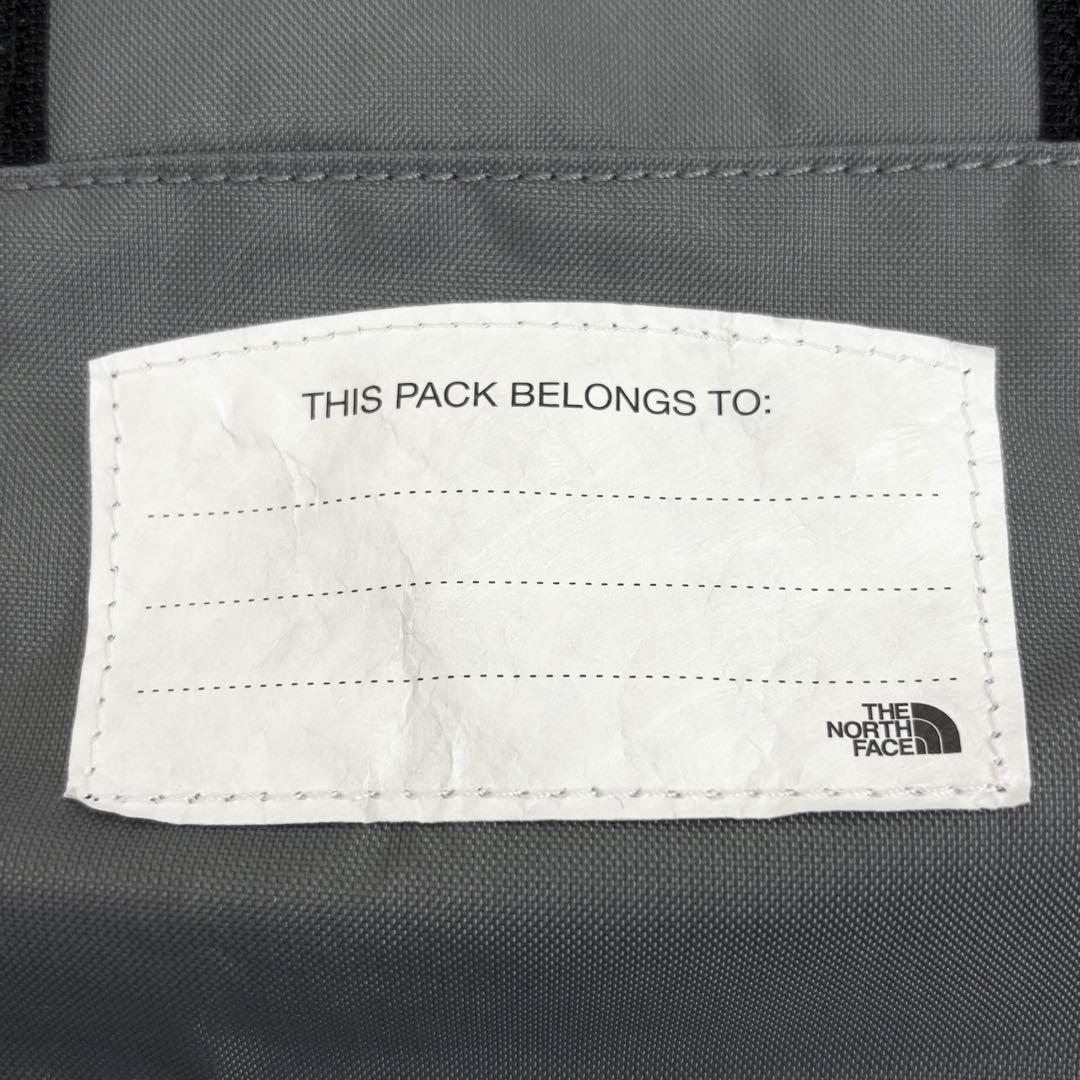 THIS PACK BELONGS TO:
THE
NORTH
FACE